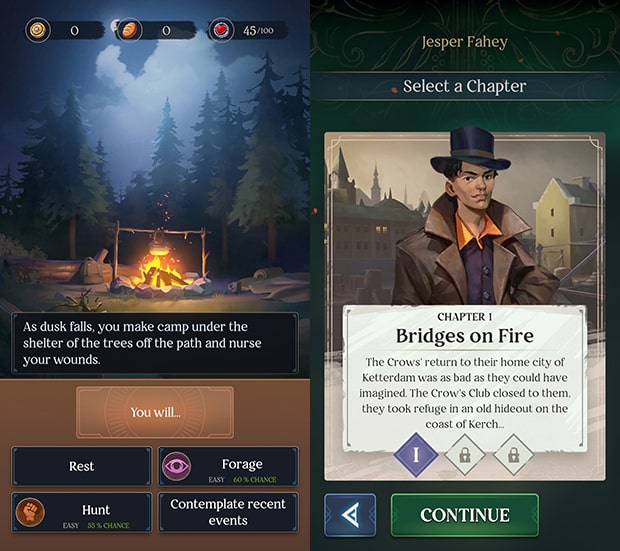 0
0
45/100
As dusk falls, you make camp under the
shelter of the trees off the path and nurse
your wounds.
You will...
Rest
Forage
EASY 60 % CHANCE
Hunt
EASY 55 % CHANCE
Contemplate recent
events
Jesper Fahey
Select a Chapter
CHAPTER 1
Bridges on Fire
The Crows' return to their home city of
Ketterdam was as bad as they could have
imagined. The Crow's Club closed to them,
they took refuge in an old hideout on the
coast of Kerch...
I
CONTINUE